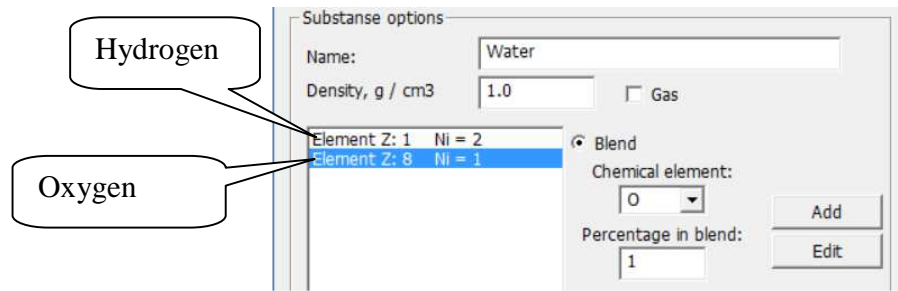 Substanse options
Hydrogen
Name: Water
Density, g / cm3 1.0 Gas
Element Z: 1 Ni = 2
Element Z: 8 Ni = 1
Blend
Chemical element:
Oxygen
O
Add
Percentage in blend:
1
Edit